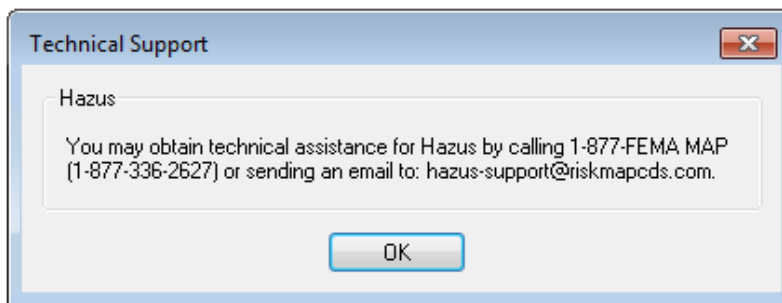 Technical Support
Hazus
You may obtain technical assistance for Hazus by calling 1-877-FEMA MAP
(1-877-336-2627) or sending an email to: hazus-support@riskmapcds.com.
OK